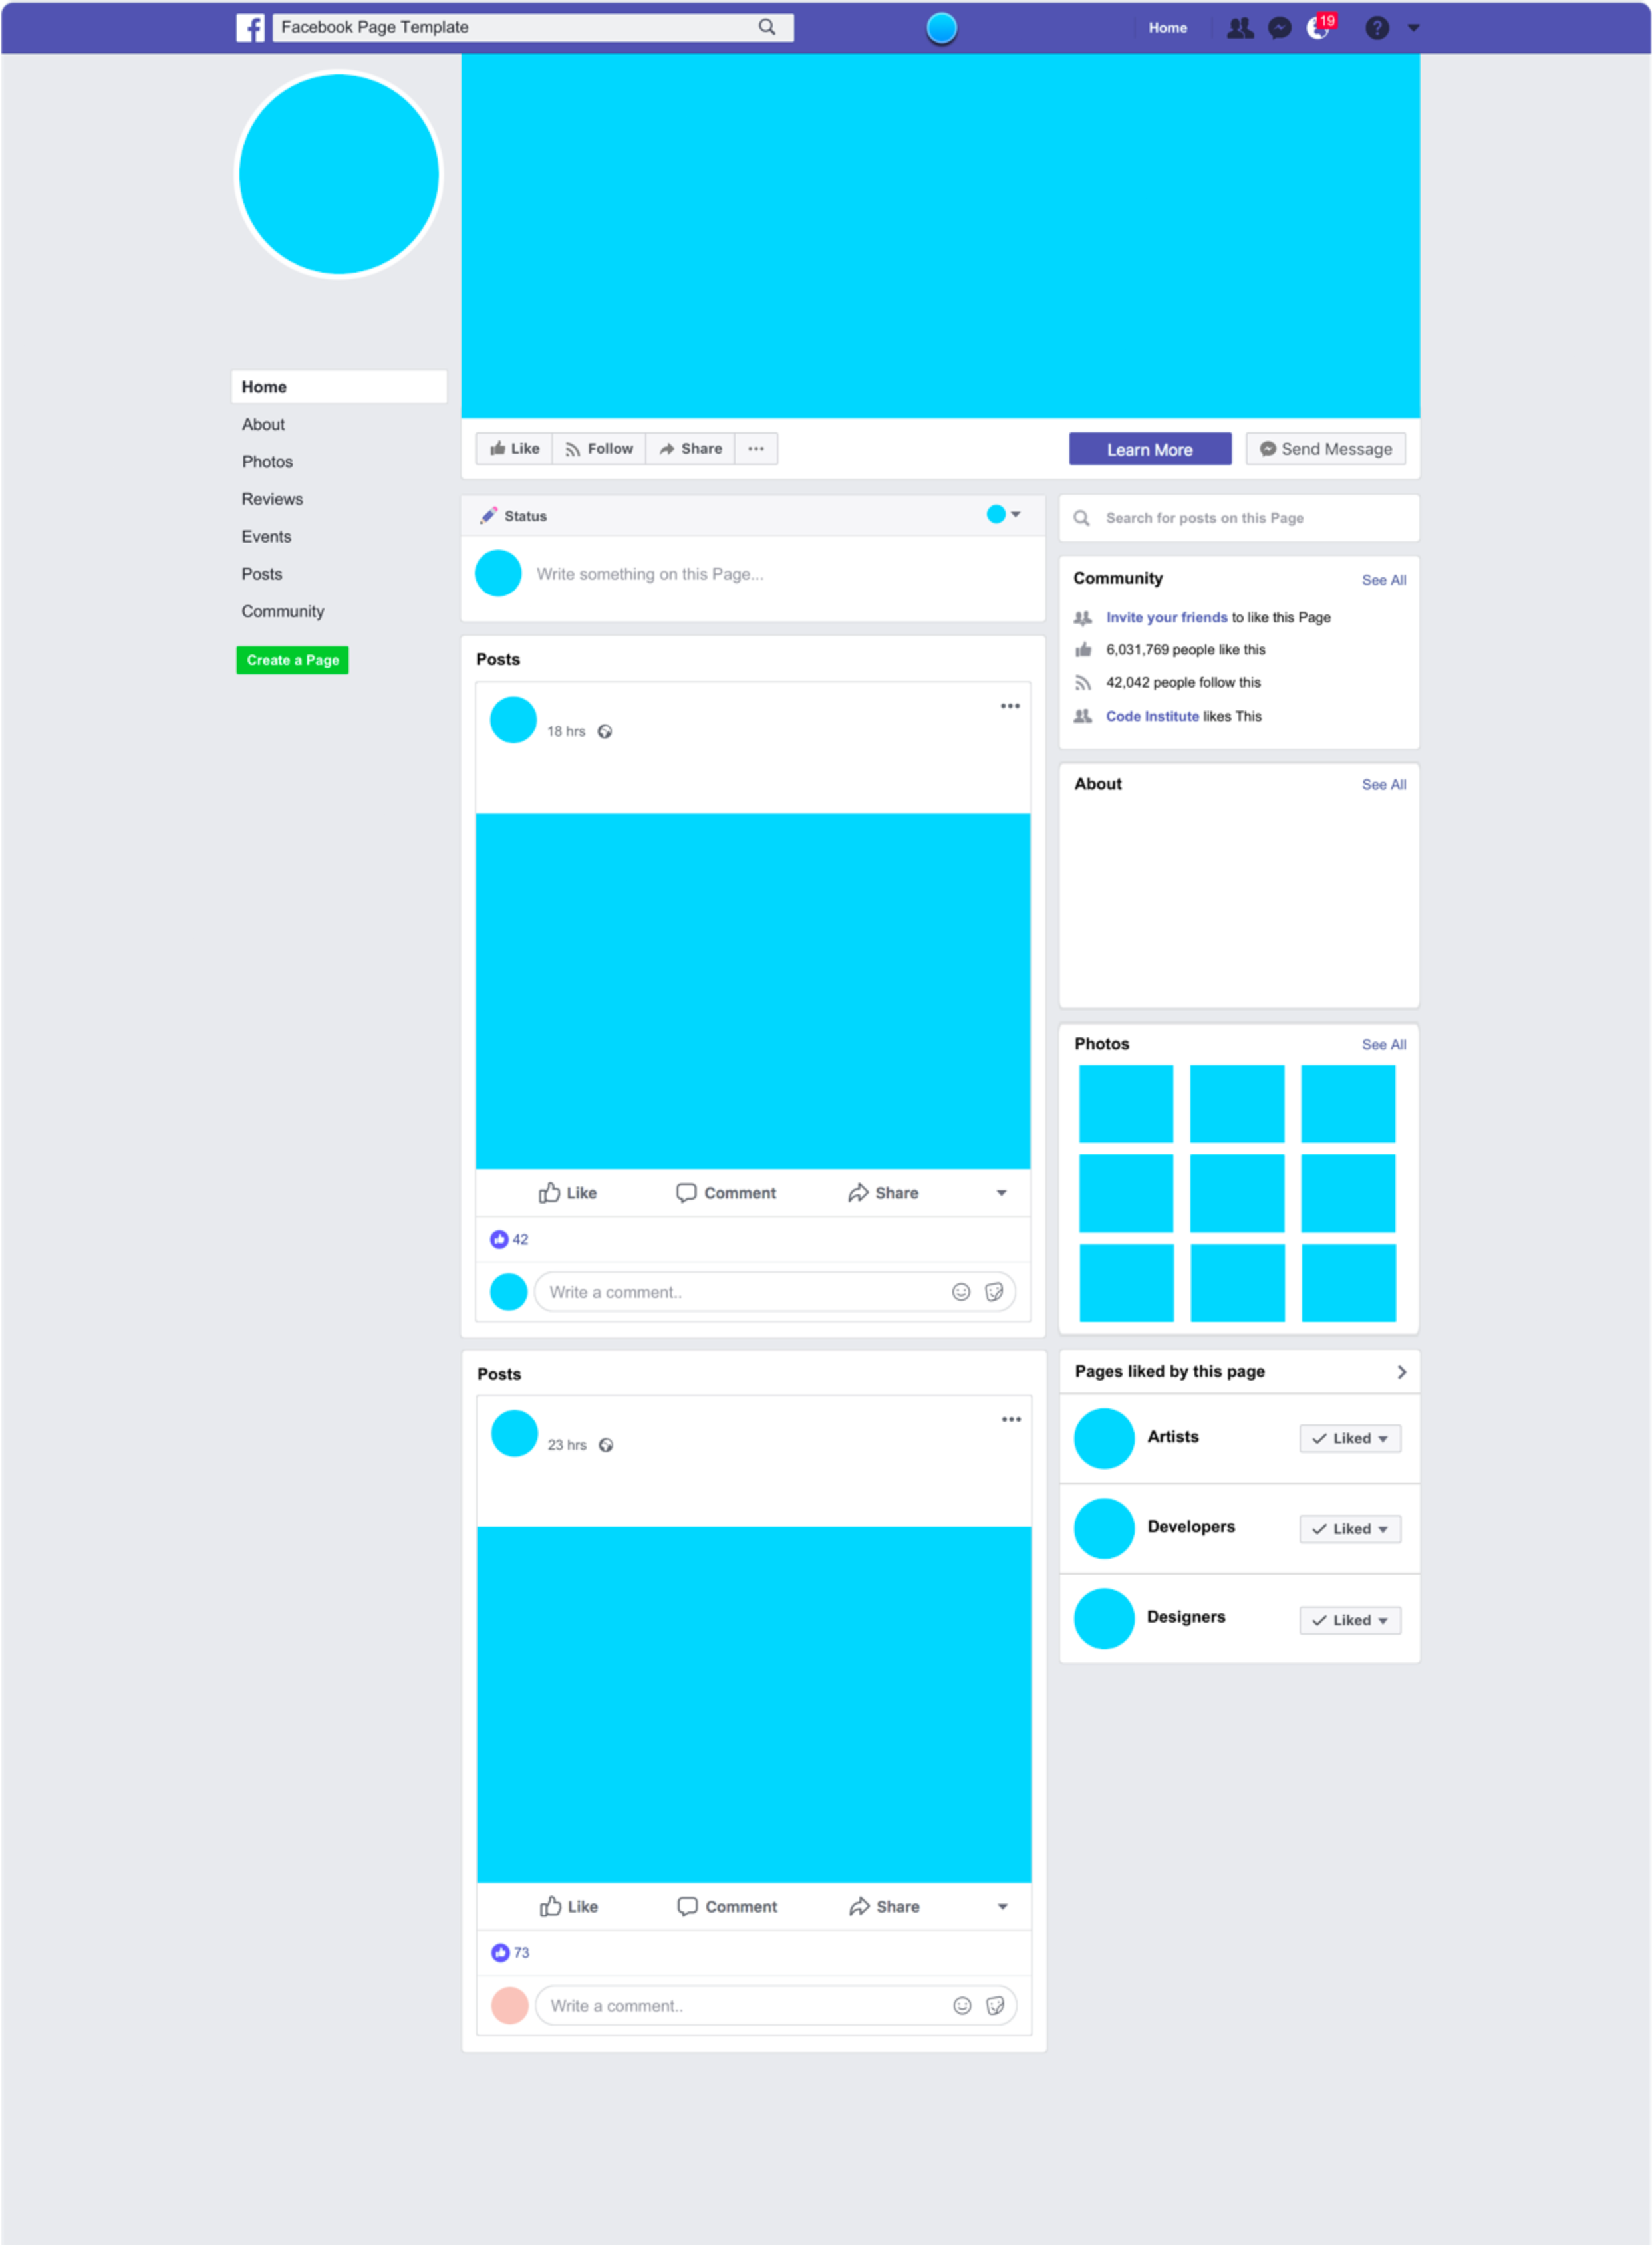 f Facebook Page Template
Home
19
?
Home
About
Photos
Reviews
Events
Posts
Community
Create a Page
Like Follow Share ...
Learn More Send Message
Status
Write something on this Page...
Posts
18 hrs
Like Comment Share
42
Write a comment..
Posts
23 hrs
Like Comment Share
73
Write a comment..
Search for posts on this Page
Community See All
Invite your friends to like this Page
6,031,769 people like this
42,042 people follow this
Code Institute likes This
About See All
Photos See All
Pages liked by this page
Artists Liked
Developers Liked
Designers Liked